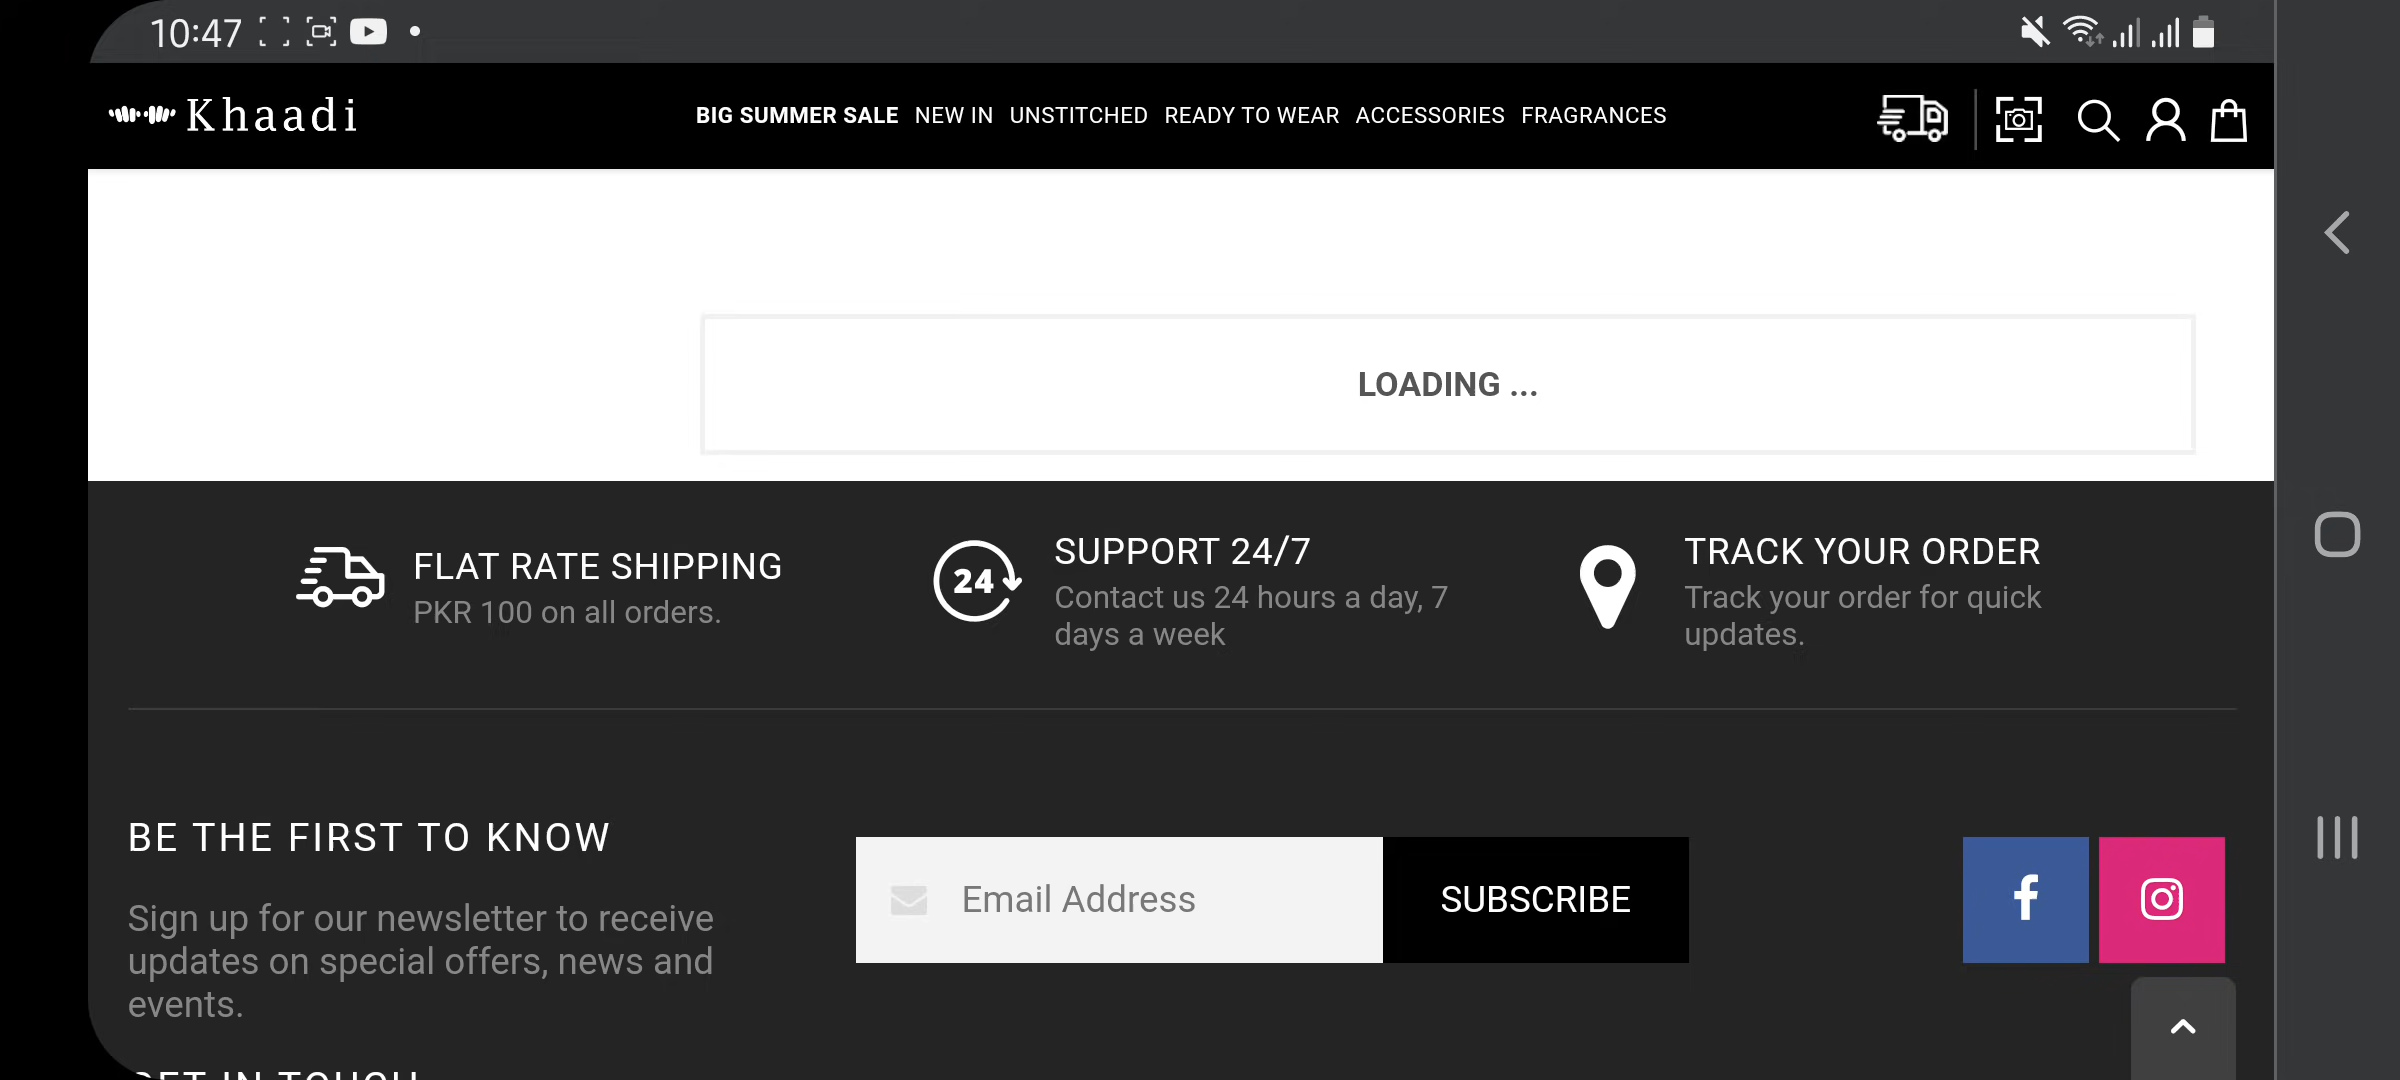 10:47
Khaadi
BIG SUMMER SALE NEW IN UNSTITCHED READY TO WEAR ACCESSORIES FRAGRANCES
LOADING ...
FLAT RATE SHIPPING
PKR 100 on all orders.
24
SUPPORT 24/7
Contact us 24 hours a day, 7
days a week
TRACK YOUR ORDER
Track your order for quick
updates.
BE THE FIRST TO KNOW
Sign up for our newsletter to receive
updates on special offers, news and
events.
Email Address
SUBSCRIBE
GET IN TOUCH